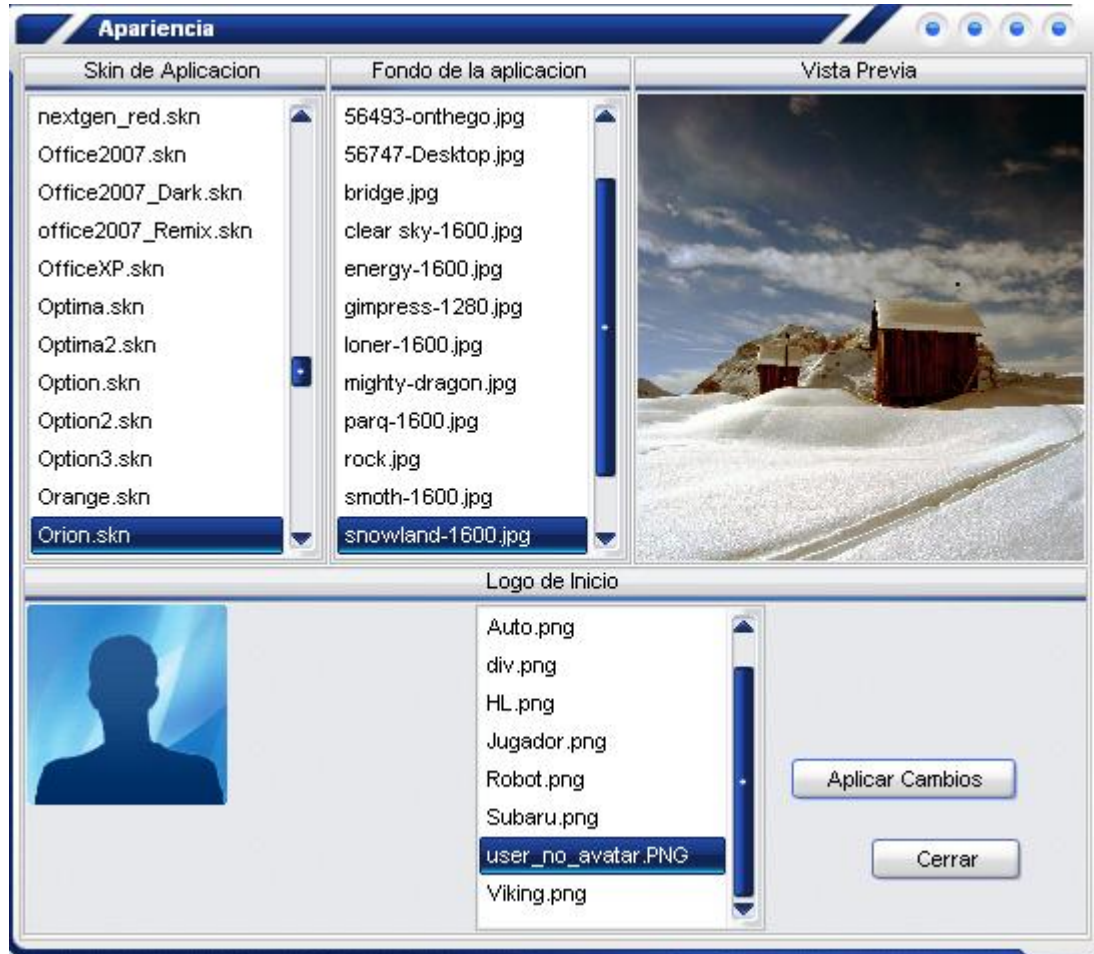 Apariencia
Skin de Aplicacion
Fondo de la aplicacion
Vista Previa
nextgen_red.skn
Office2007.skn
Office2007_Dark.skn
office2007_Remix.skn
OfficeXP.skn
Optima.skn
Optima2.skn
Option.skn
Option2.skn
Option3.skn
Orange.skn
Orion.skn
56493-onthego.jpg
56747-Desktop.jpg
bridge.jpg
clear sky-1600.jpg
energy-1600.jpg
gimpress-1280.jpg
loner-1600.jpg
mighty-dragon.jpg
parq-1600.jpg
rock.jpg
smoth-1600.jpg
snowland-1600.jpg
Logo de Inicio
Auto.png
div.png
HL.png
Jugador.png
Robot.png
Subaru.png
user_no_avatar.PNG
Viking.png
Aplicar Cambios
Cerrar